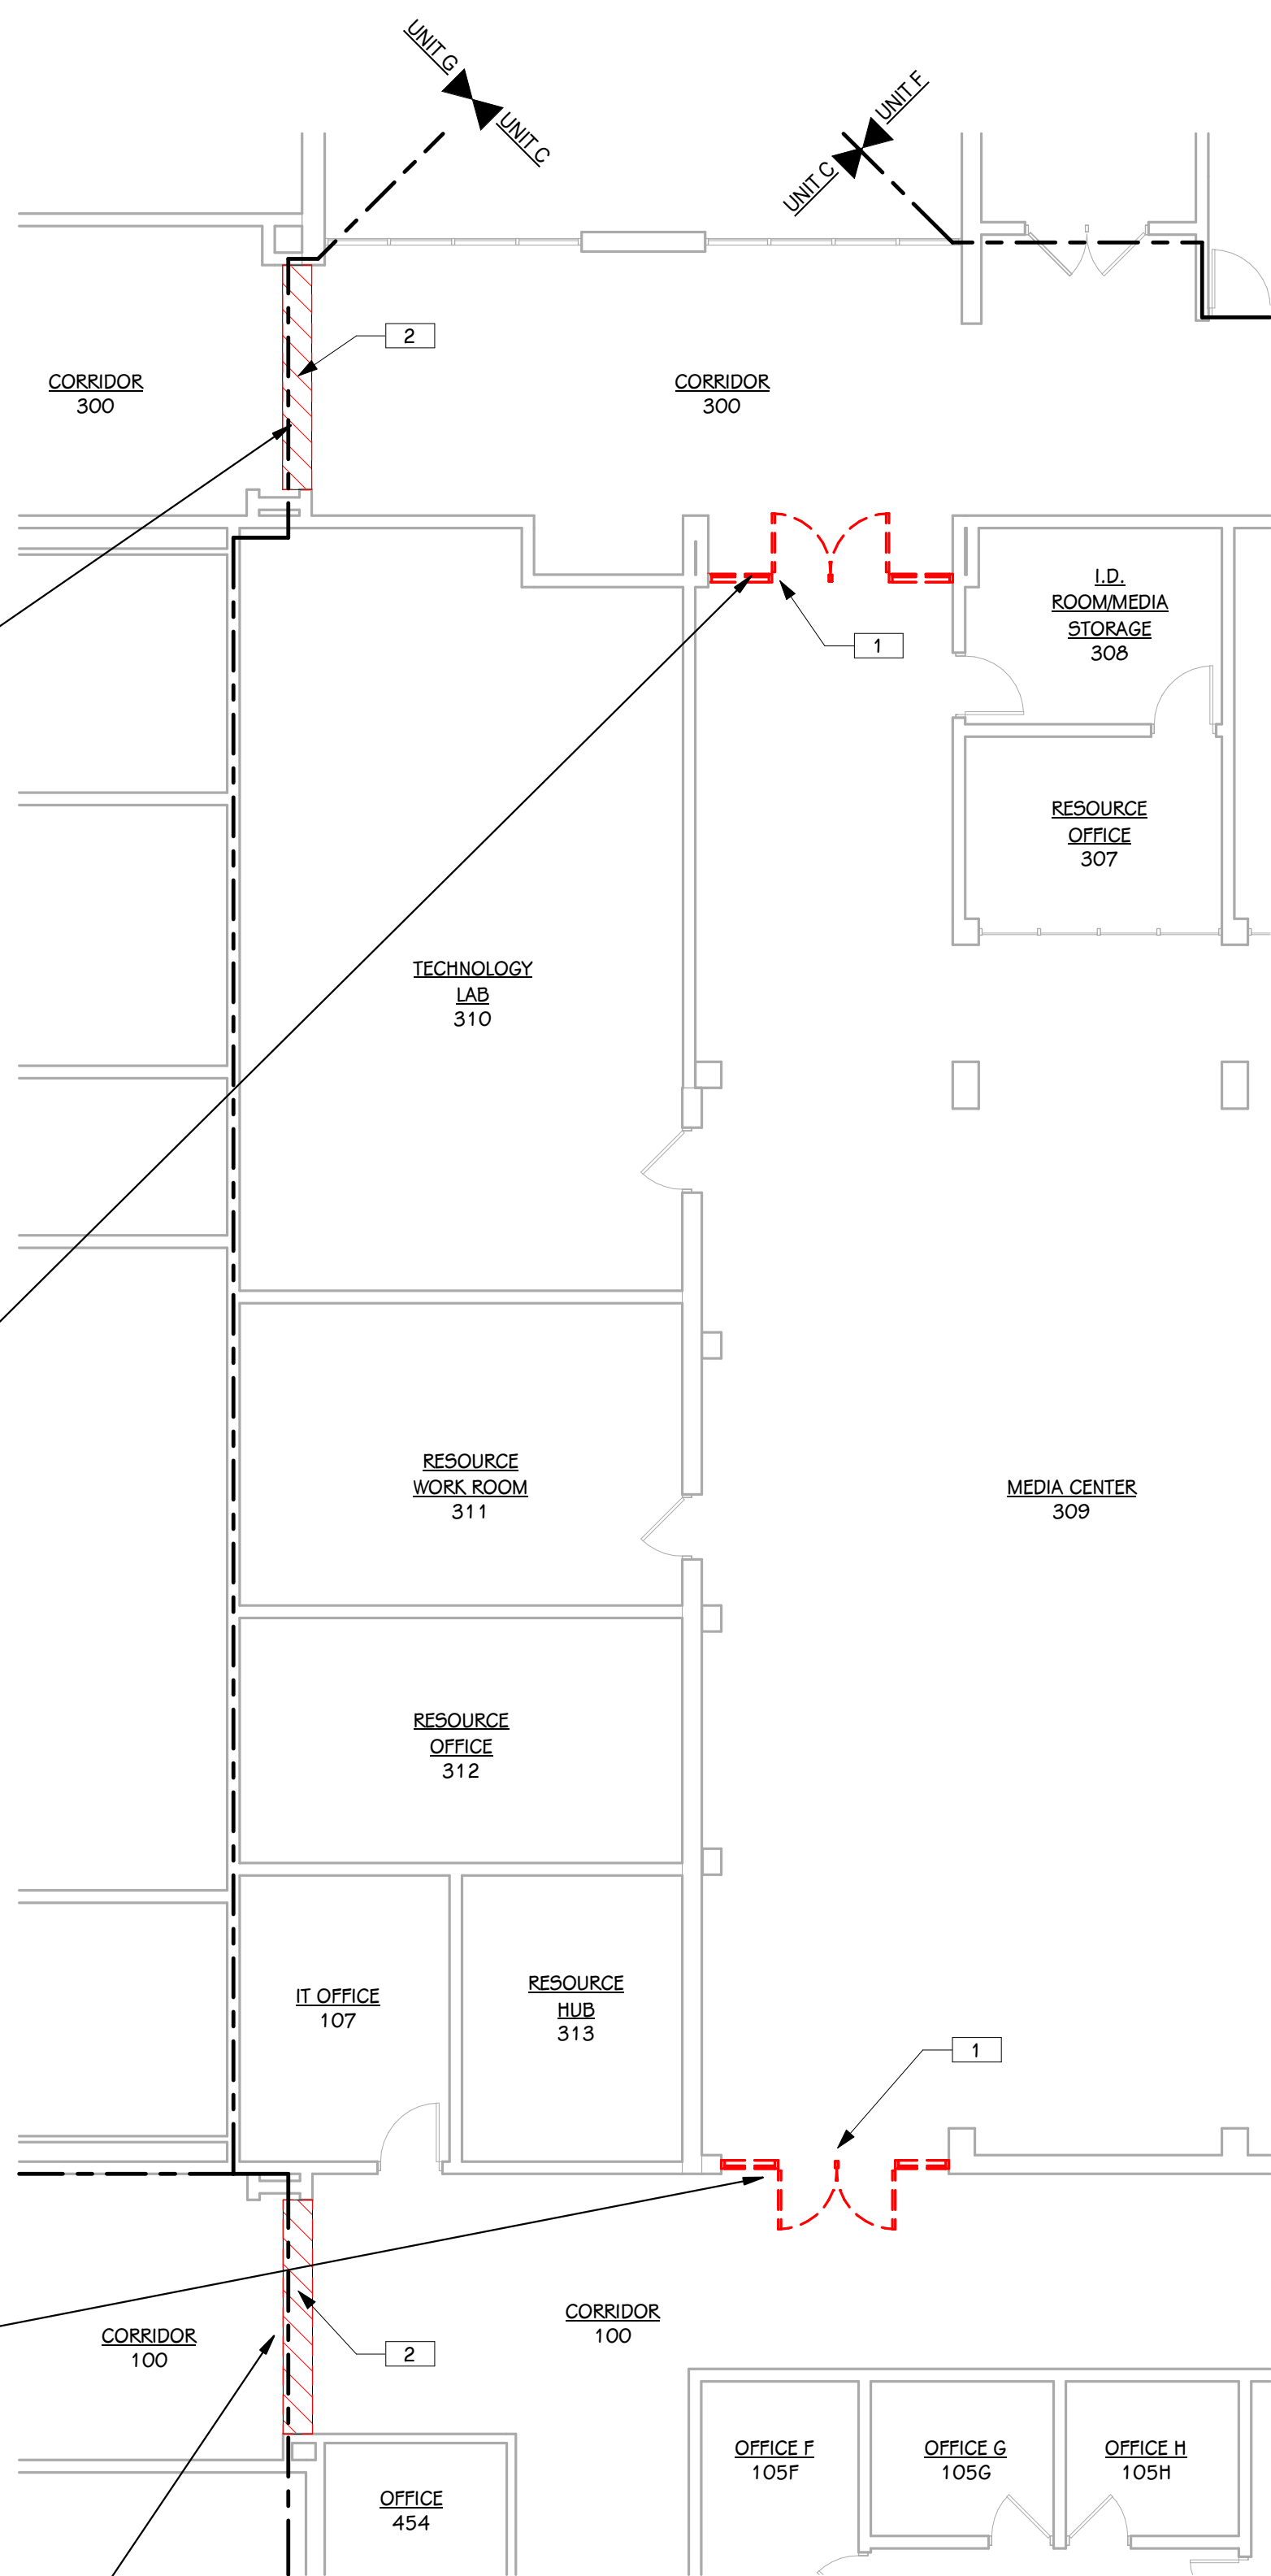 UNIT G
UNIT C
UNIT F
UNIT C
2
CORRIDOR
300
CORRIDOR
300
1
I.D.
ROOM/MEDIA
STORAGE
308
RESOURCE
OFFICE
307
TECHNOLOGY
LAB
310
RESOURCE
WORK ROOM
311
MEDIA CENTER
309
RESOURCE
OFFICE
312
IT OFFICE
107
RESOURCE
HUB
313
1
CORRIDOR
100
CORRIDOR
100
2
OFFICE F
105F
OFFICE G
105G
OFFICE H
105H
OFFICE
454